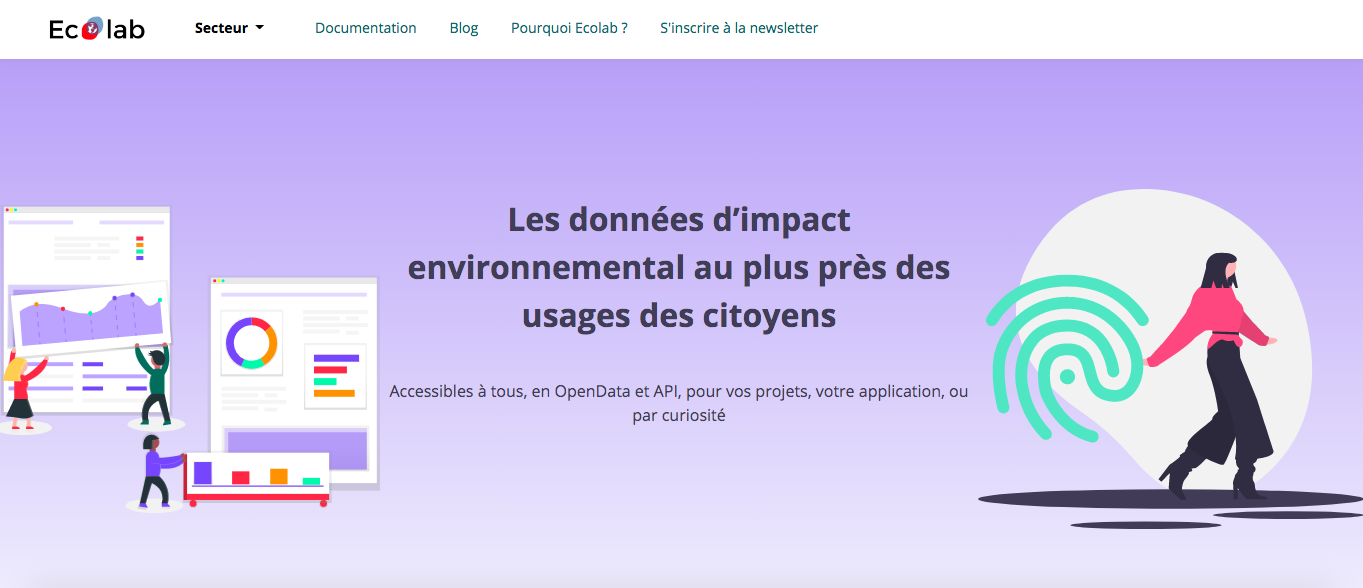 Ecolab
Secteur
Documentation
Blog
Pourquoi Ecolab ?
S'inscrire à la newsletter
Les données d’impact
environnemental au plus près des
usages des citoyens
Accessibles à tous, en OpenData et API, pour vos projets, votre application, ou
par curiosité